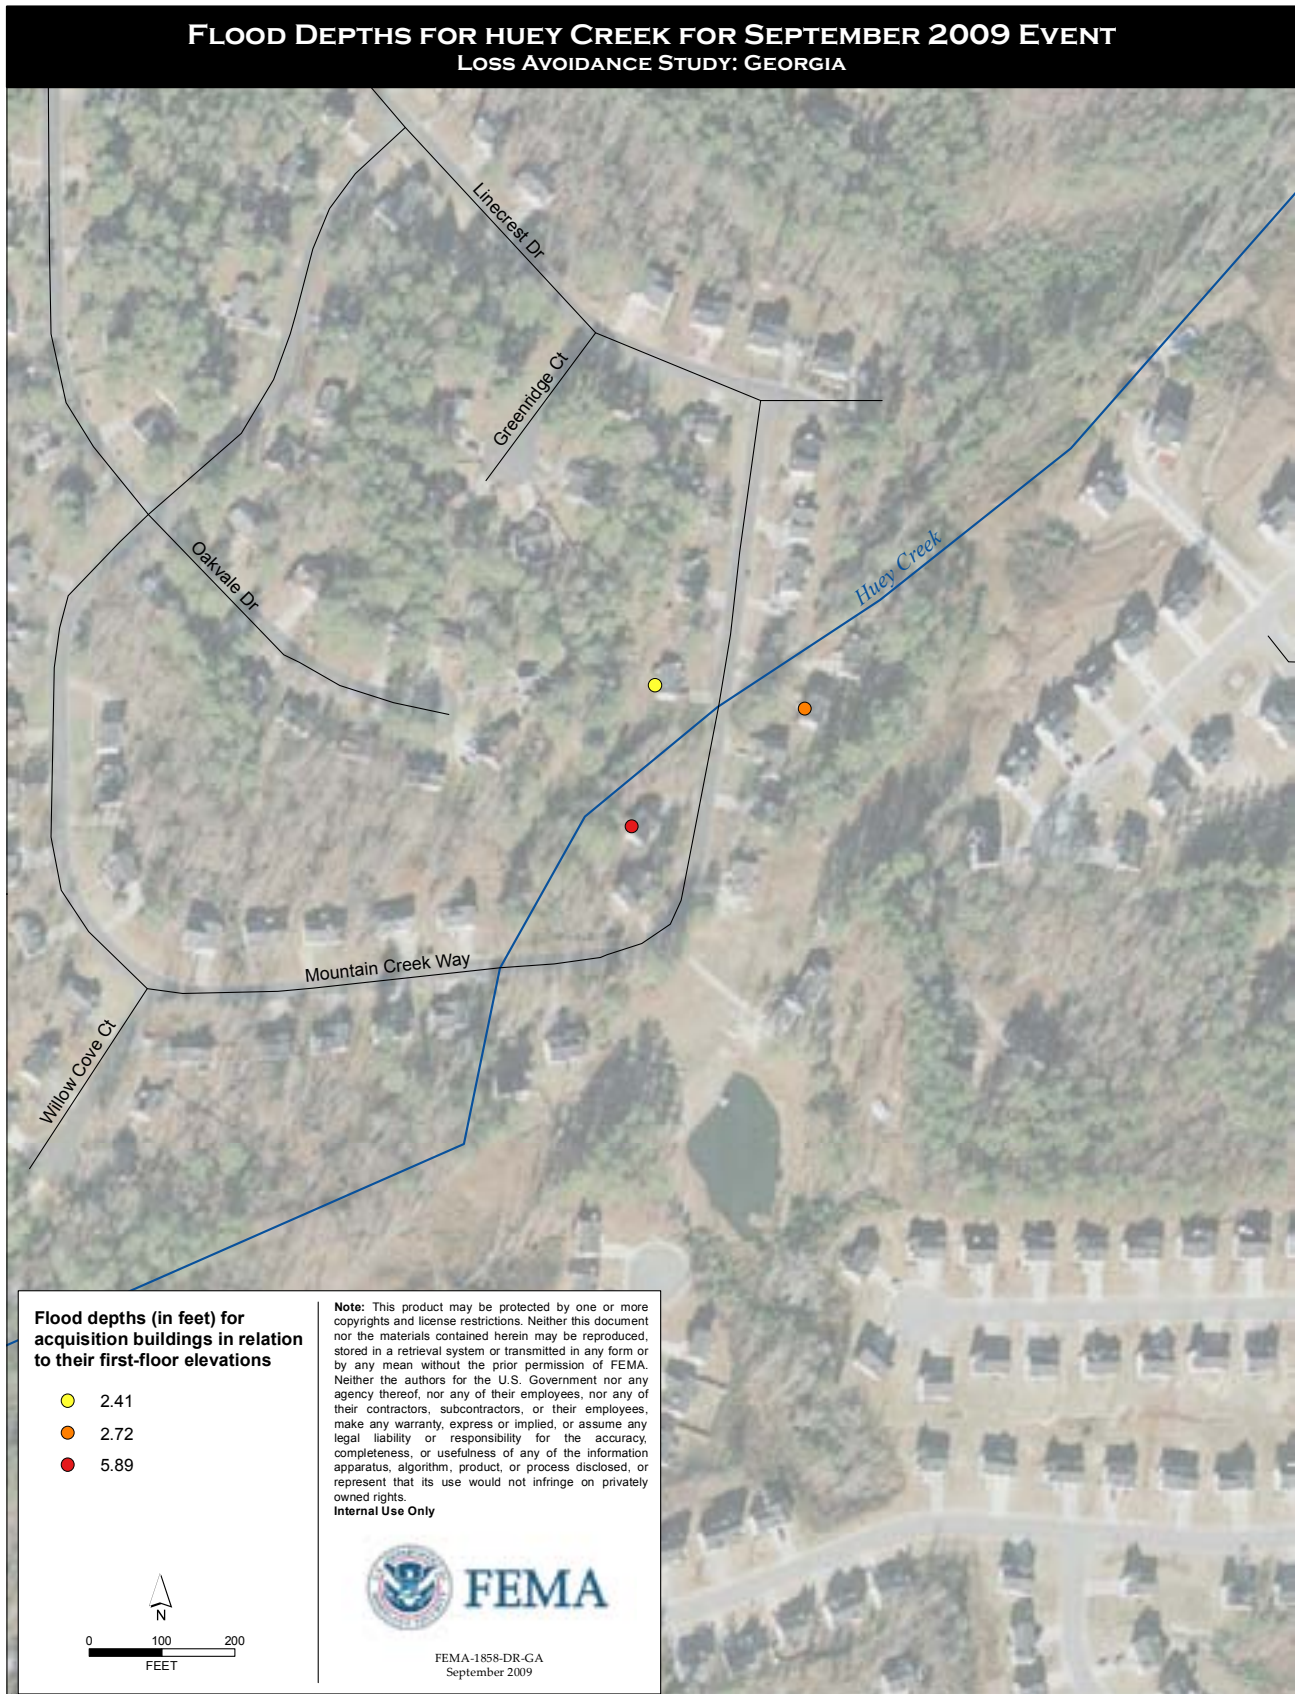 FLOOD DEPTHS FOR HUEY CREEK FOR SEPTEMBER 2009 EVENT
LOSS AVOIDANCE STUDY: GEORGIA
Linecrest Dr
Greenridge Ct
Huey Creek
Oakvale Dr
Mountain Creek Way
Willow Cove Ct
Flood depths (in feet) for
acquisition buildings in relation
to their first-floor elevations
2.41
2.72
5.89
N
0 100 200
FEET
Note: This product may be protected by one or more
copyrights and license restrictions. Neither this document
nor the materials contained herein may be reproduced,
stored in a retrieval system or transmitted in any form or
by any mean without the prior permission of FEMA.
Neither the authors for the U.S. Government nor any
agency thereof, nor any of their employees, nor any of
their contractors, subcontractors, or their employees,
make any warranty, express or implied, or assume any
legal liability or responsibility for the accuracy,
completeness, or usefulness of any of the information
apparatus, algorithm, product, or process disclosed, or
represent that its use would not infringe on privately
owned rights.
Internal Use Only
FEMA
FEMA-1858-DR-GA
September 2009